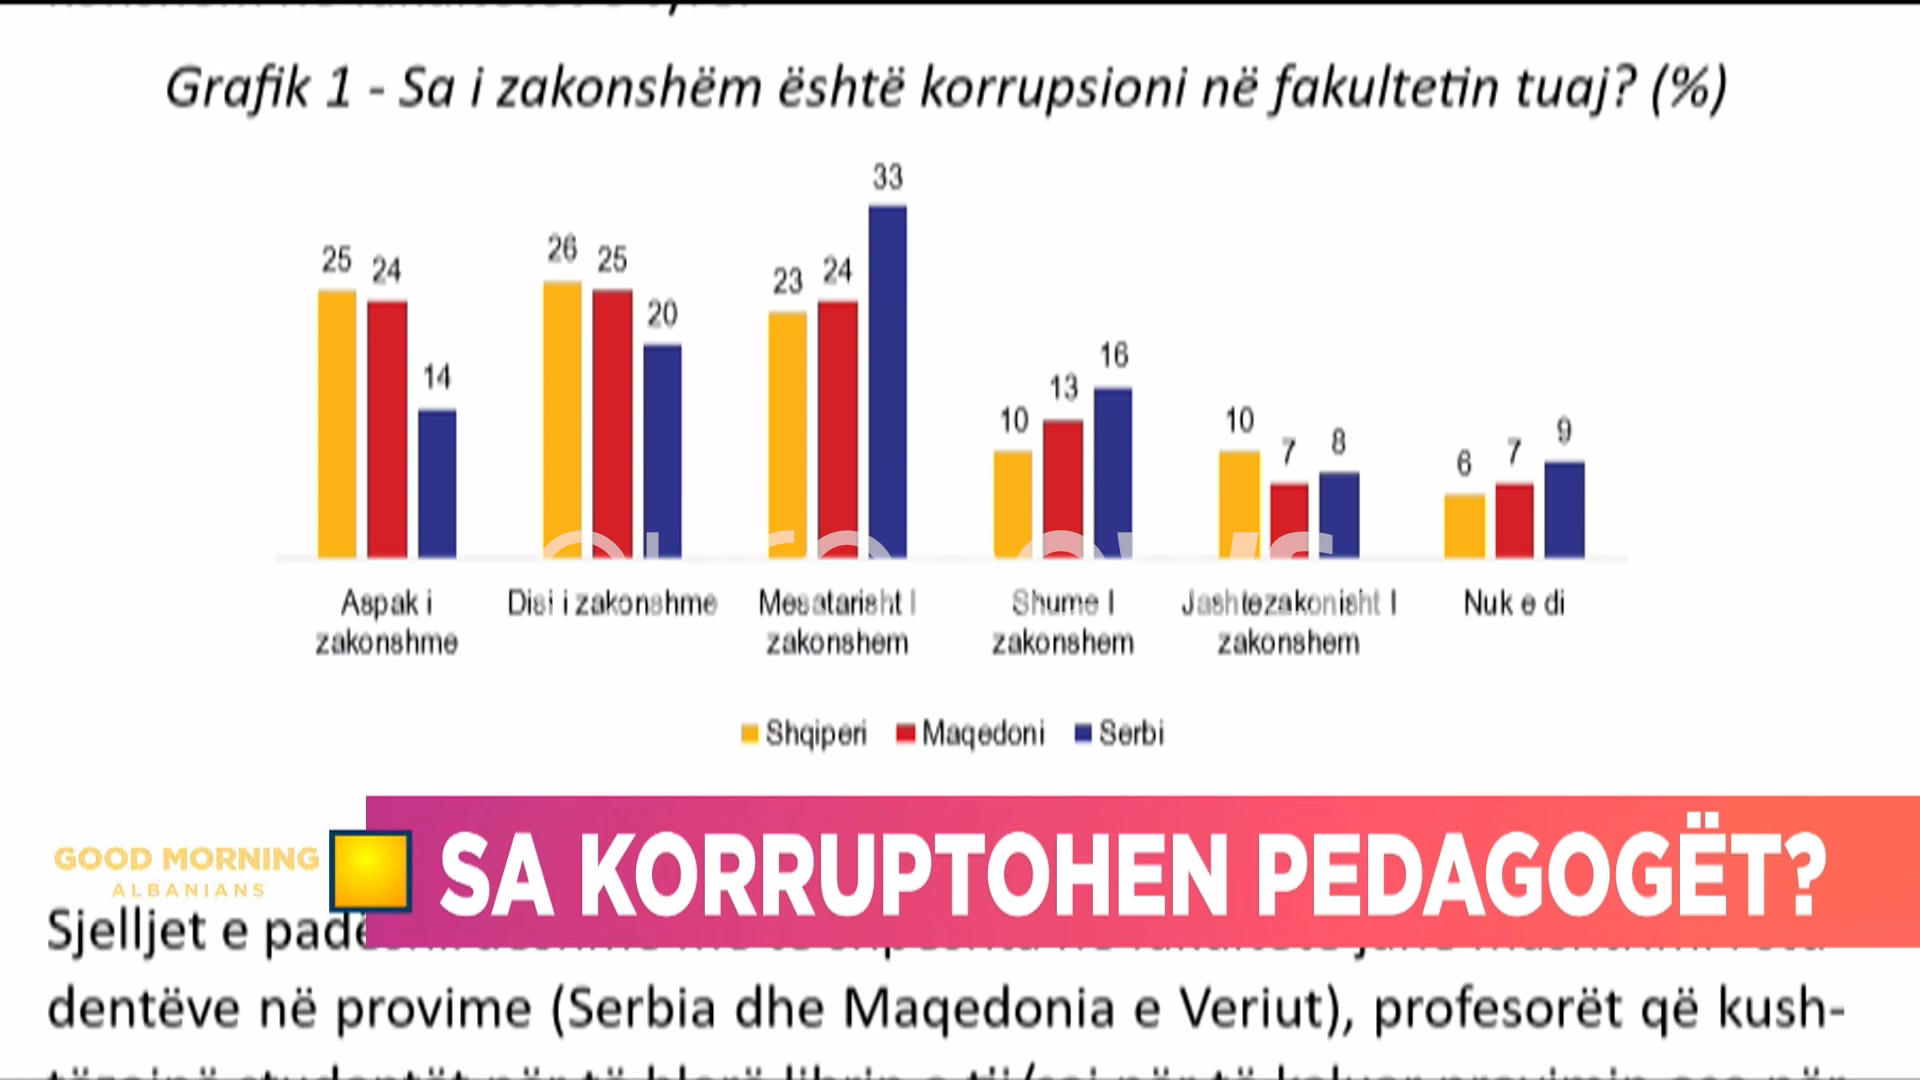 Grafik 1 - Sa i zakonshëm është korrupsioni në fakultetin tuaj? (%)
33
25 24 14
26 25 20
23 24
10 13 16
10 7 8
6 7 9
Aspak i
zakonshme
Disi i zakonshme
Mesatarisht I
zakonshem
Shume I
zakonshem
Jashtezakonisht I
zakonshem
Nuk e di
Shqiperi Maqedoni Serbi
GOOD MORNING
ALBANIANS
SA KORRUPTOHEN PEDAGOGËT?
Sjelljet e
dentëve në provime (Serbia dhe Maqedonia e Veriut), profesorët që kush-